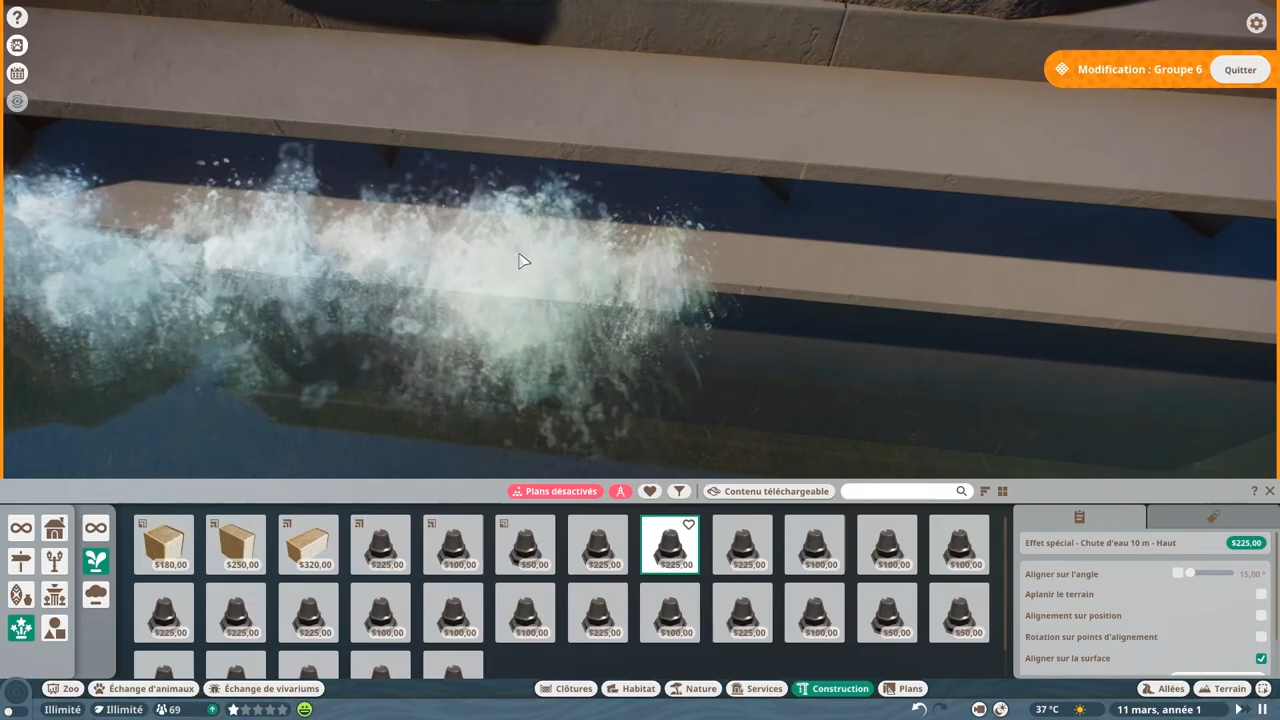 ?
Modification : Groupe 6
Quitter
Plans désactivés
Contenu téléchargeable
? ×
$180,00 $250,00 $320,00 $225,00 $100,00 $50,00 $225,00 $225,00 $225,00 $100,00 $100,00 $100,00
$225,00 $225,00 $225,00 $100,00 $100,00 $100,00 $225,00 $100,00 $225,00 $100,00 $50,00 $50,00
Effet spécial - Chute d'eau 10 m - Haut $225,00
Aligner sur l'angle 15,00 °
Aplanir le terrain
Alignement sur position
Rotation sur points d'alignement
Aligner sur la surface
Zoo Échange d'animaux Échange de vivariums Clôtures Habitat Nature Services Construction Plans Allées Terrain
Illimité Illimité 69 37 °C 11 mars, année 1